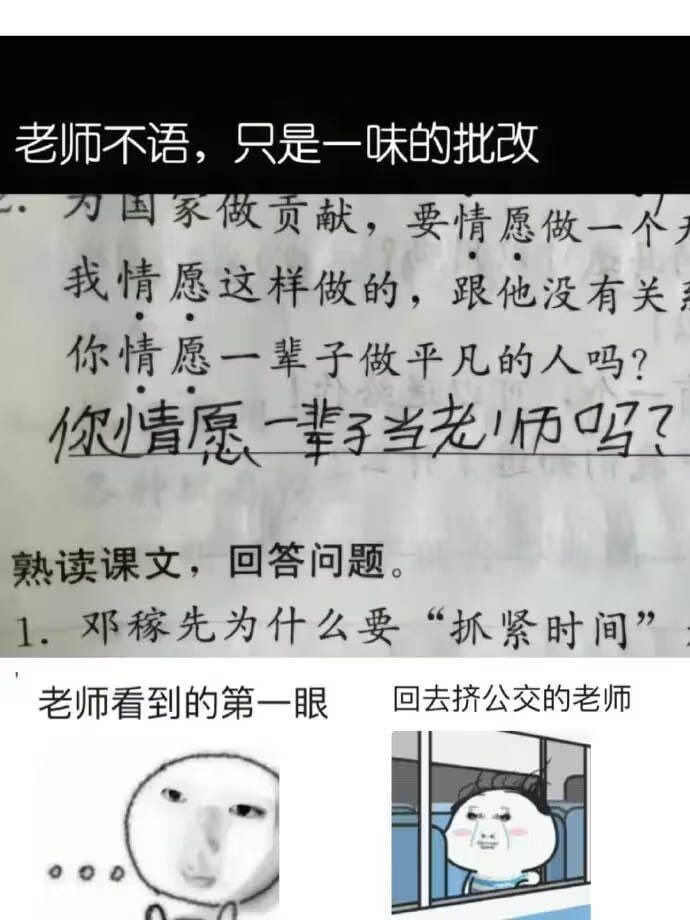 老师不语，只是一味的批改
2. 为国家做贡献，要情愿做一个
我情愿这样做的，跟他没有关系
你情愿一辈子做平凡的人吗？
你情愿一辈子当老师吗？
熟读课文，回答问题。
1. 邓稼先为什么要“抓紧时间”
老师看到的第一眼
回去挤公交的老师